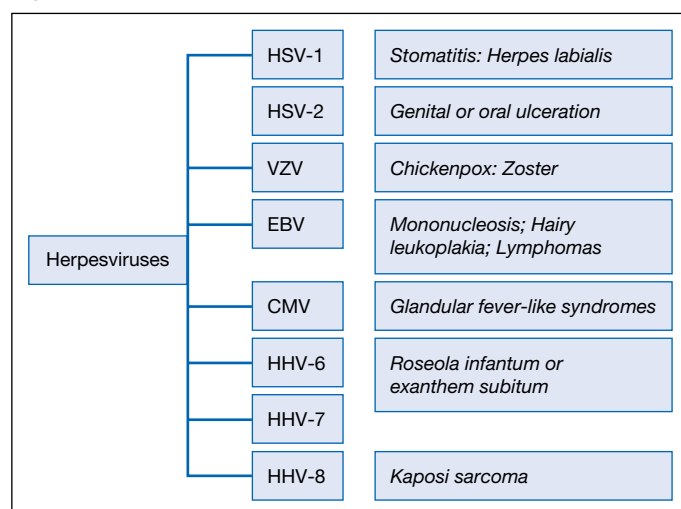 HSV-1
Stomatitis: Herpes labialis
HSV-2
Genital or oral ulceration
VZV
Chickenpox: Zoster
EBV
Mononucleosis; Hairy
leukoplakia; Lymphomas
Herpesviruses
CMV
Glandular fever-like syndromes
HHV-6
Roseola infantum or
exanthem subitum
HHV-7
HHV-8
Kaposi sarcoma